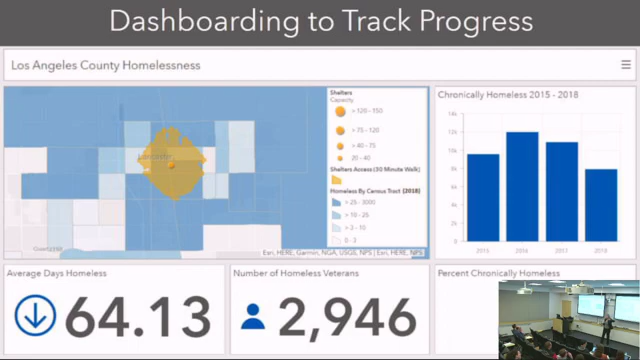 Dashboarding to Track Progress
Los Angeles County Homelessness
Shelters
Capacity
> 120 - 150
> 75 - 120
> 40 - 75
20 - 40
Shelters Access (30 Minute Walk)
Homeless By Census Tract (2018)
> 25 - 3000
> 10 - 25
> 3 - 10
0 - 3
Lancaster
Esri, HERE, Garmin, NGA, USGS, NPS | Esri, HERE, NPS
Chronically Homeless 2015 - 2018
14k
12k
10k
8k
6k
4k
2k
0
2015 2016 2017 2018
Average Days Homeless
64.13
Number of Homeless Veterans
2,946
Percent Chronically Homeless